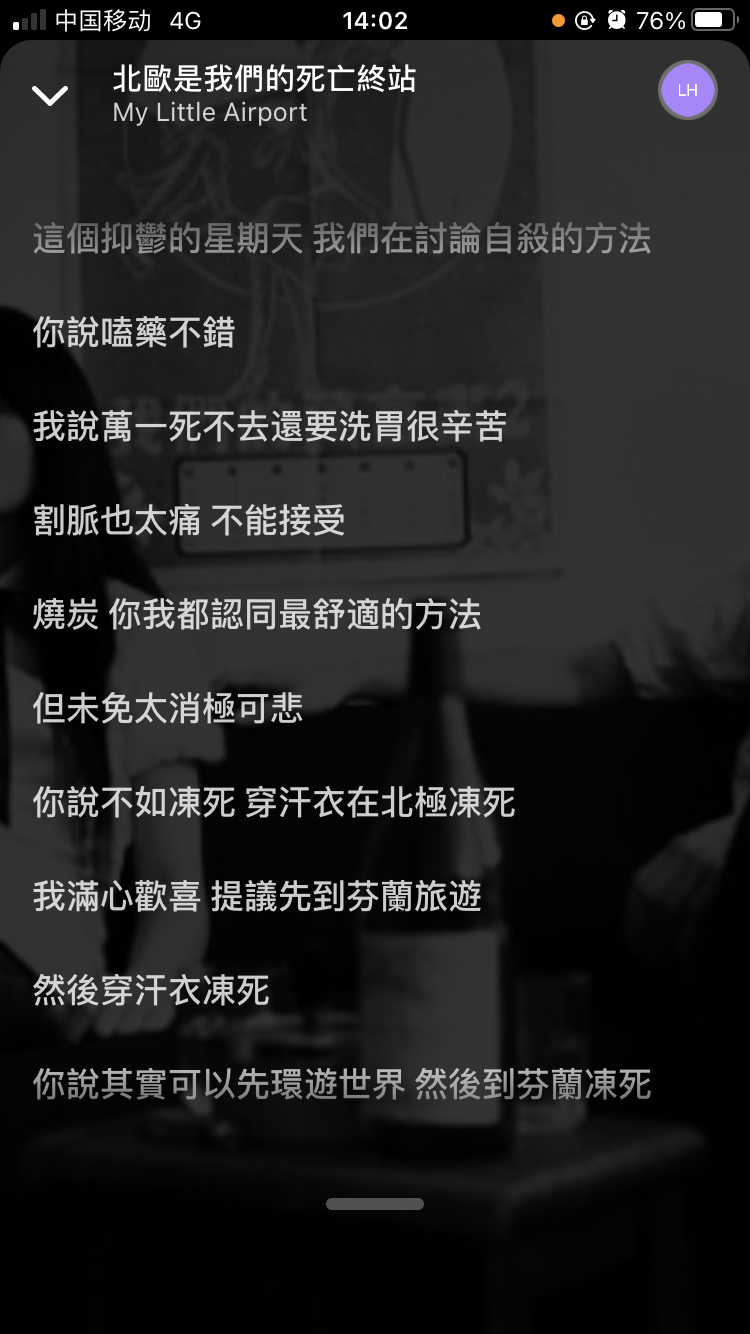 中国移动 4G 14:02 76%
北歐是我們的死亡終站
My Little Airport
LH
這個抑鬱的星期天 我們在討論自殺的方法
你說嗑藥不錯
我說萬一死不去還要洗胃很辛苦
割脈也太痛 不能接受
燒炭 你我都認同最舒適的方法
但未免太消極可悲
你說不如凍死 穿汗衣在北極凍死
我滿心歡喜 提議先到芬蘭旅遊
然後穿汗衣凍死
你說其實可以先環遊世界 然後到芬蘭凍死